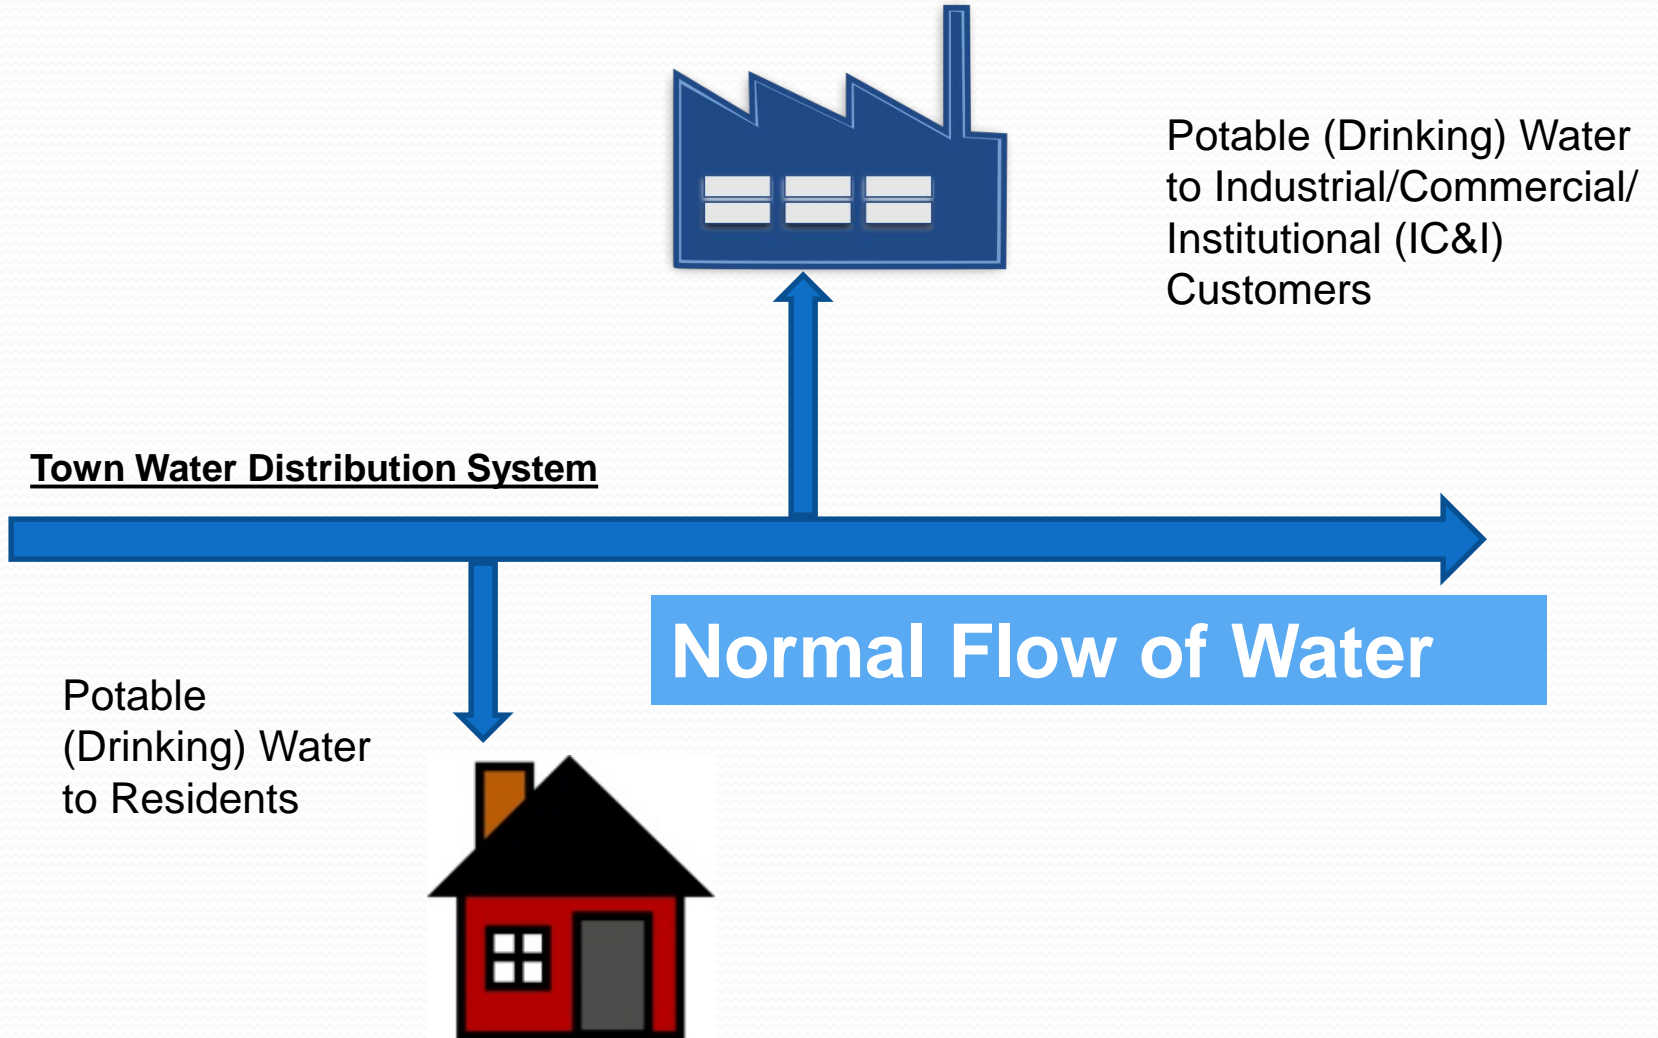 Potable (Drinking) Water
to Industrial/Commercial/
Institutional (IC&I)
Customers
Town Water Distribution System
Normal Flow of Water
Potable
(Drinking) Water
to Residents